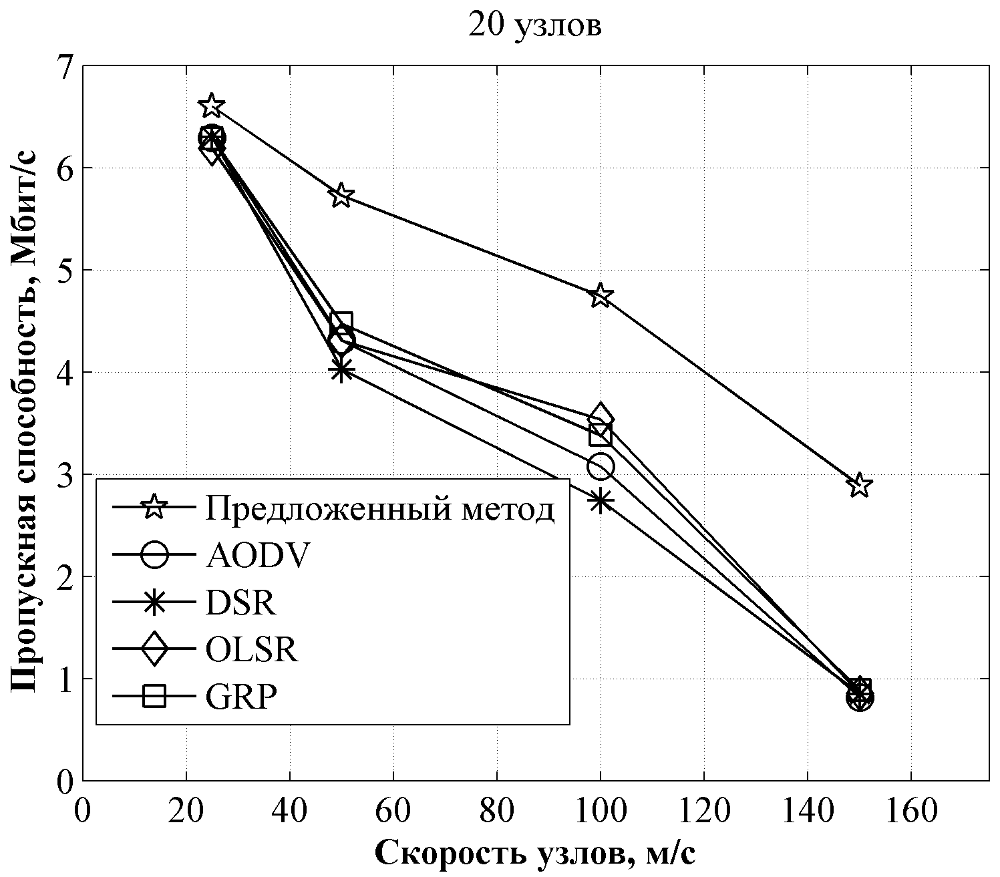 20 узлов
7
6
5
4
3
2
1
0
Пропускная способность, Мбит/с
Предложенный метод
AODV
DSR
OLSR
GRP
0 20 40 60 80 100 120 140 160
Скорость узлов, м/с